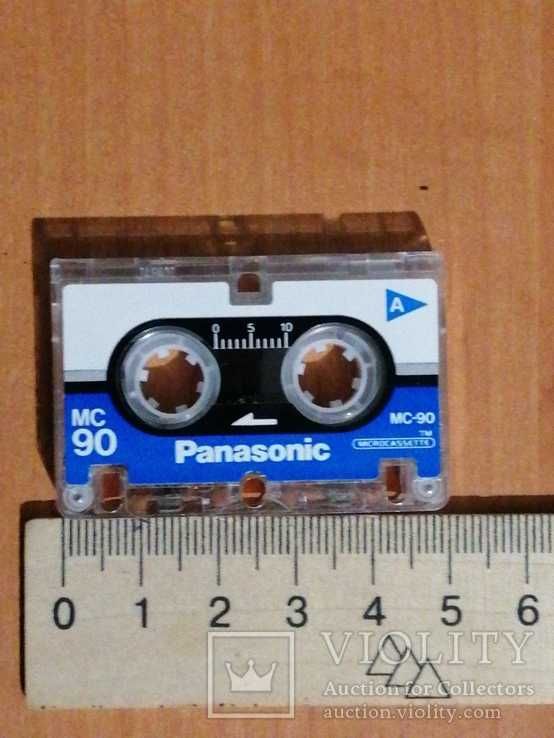 A
0 5 10
MC
90
MC-90
TM
MICROCASSETTE
Panasonic
0 1 2 3 4 5 6
VIOLITY
Auction for Collectors
auction.violity.com